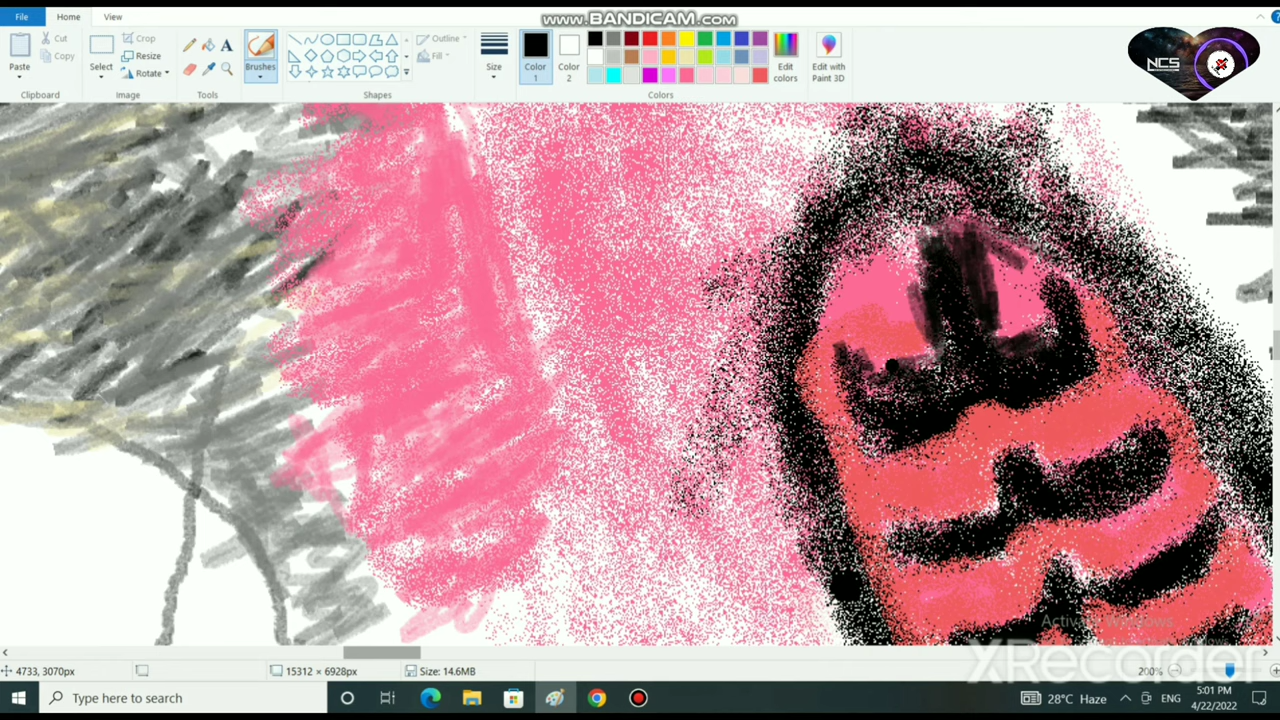 www.BANDICAM.com
File Home View
Paste
Cut
Copy
Clipboard
Select
Crop
Resize
Rotate
Image
Tools
Brushes
Shapes
Outline
Fill
Size
Color 1
Color 2
Edit colors
Colors
Edit with Paint 3D
NCS
Activate Windows
XRecorder
4733, 3070px
15312 × 6928px
Size: 14.6MB
200%
Type here to search
28°C Haze
ENG
5:01 PM
4/22/2022